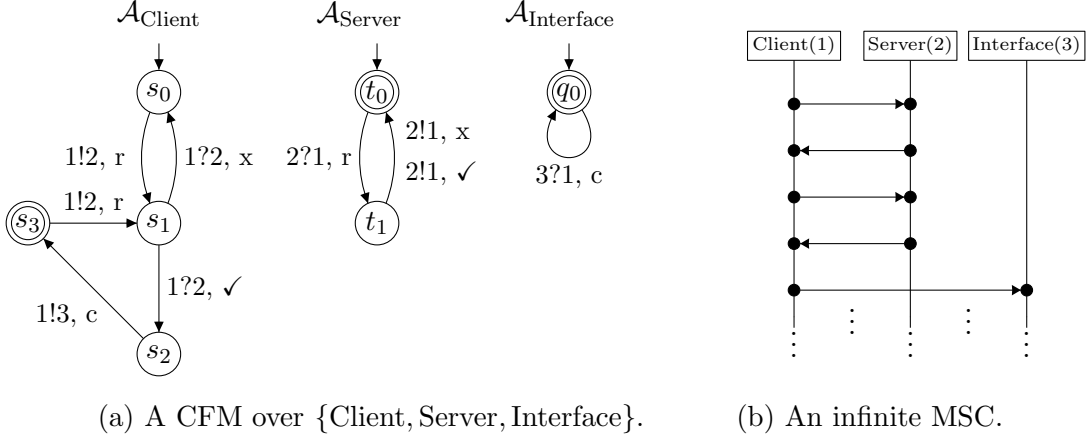 𝒜Client 𝒜Server 𝒜Interface
Client(1) Server(2) Interface(3)
s₀ t₀ q₀
1!2, r 1?2, x 2?1, r 2!1, x
2!1, ✓
3?1, c
1!2, r
s₃ s₁ t₁
1?2, ✓
1!3, c
s₂
(a) A CFM over {Client, Server, Interface}.
(b) An infinite MSC.